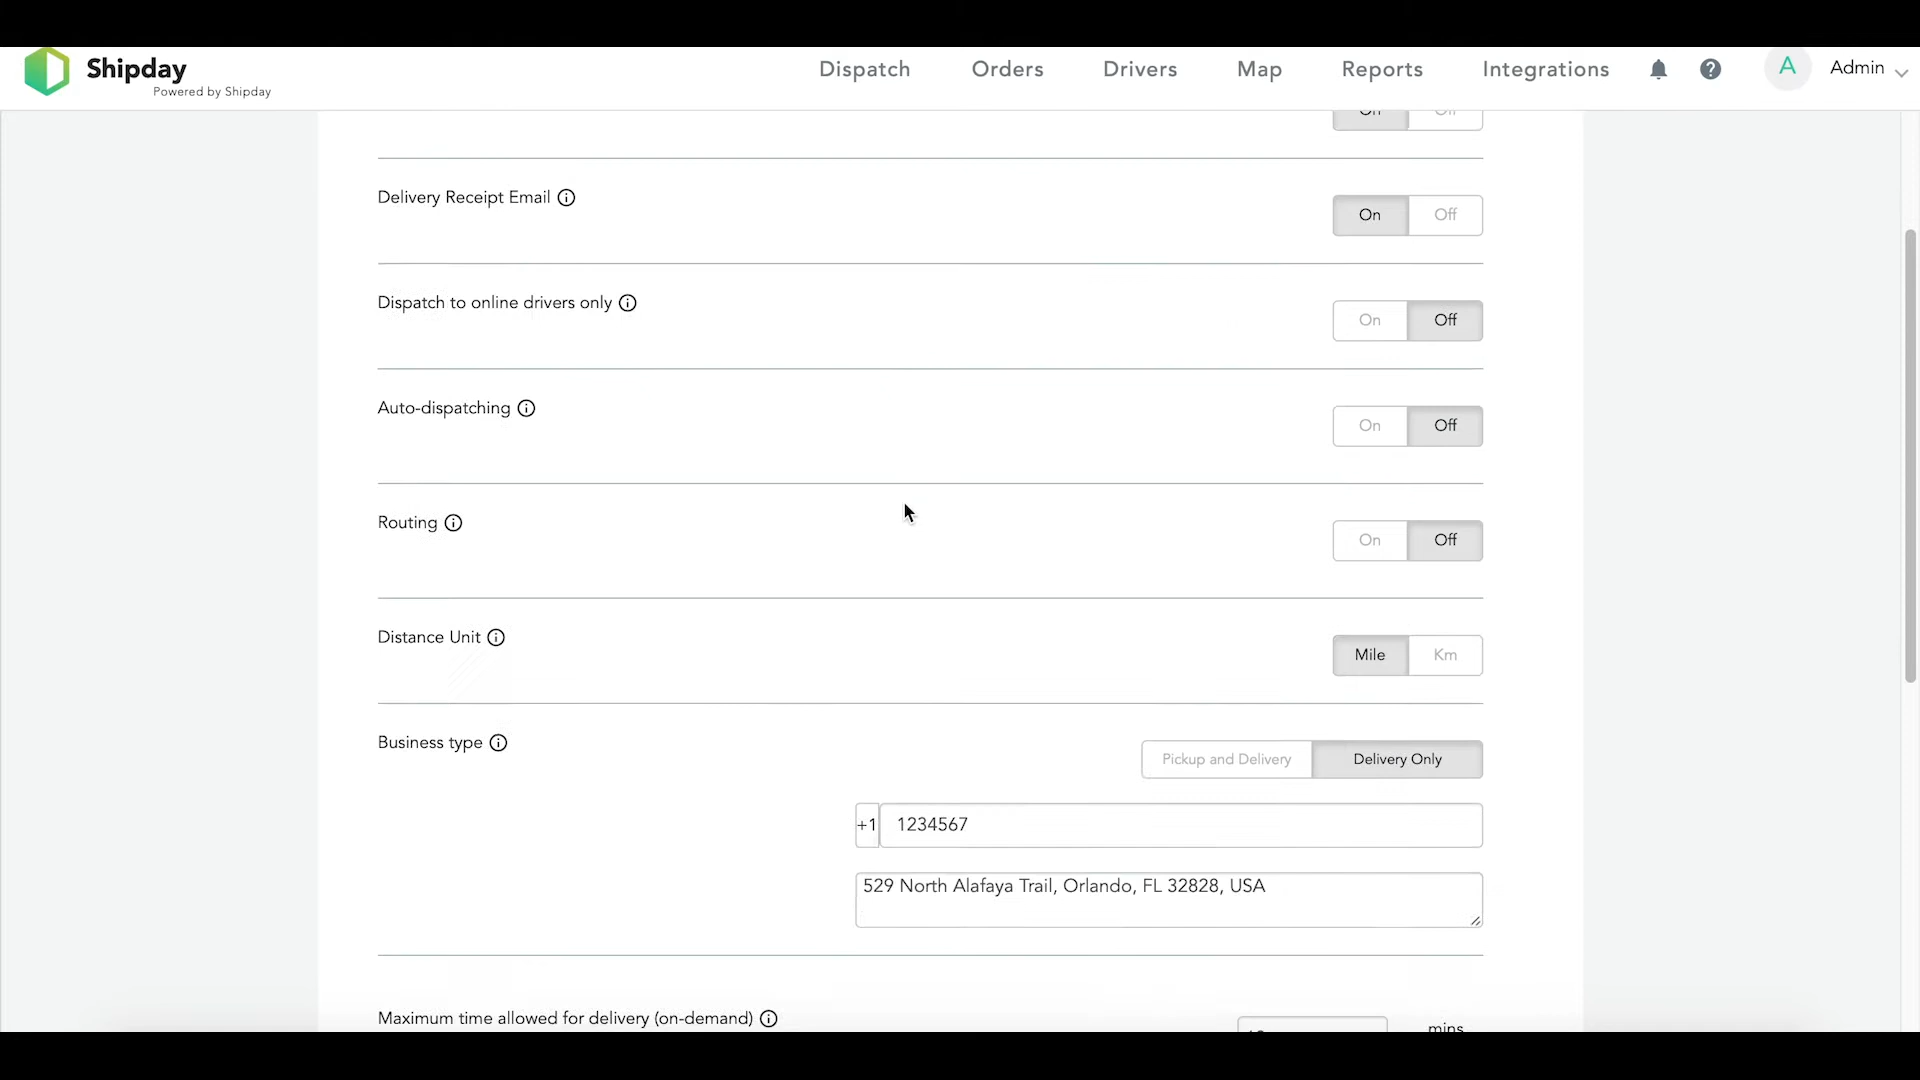 Shipday
Powered by Shipday
Dispatch Orders Drivers Map Reports Integrations A Admin
Delivery Receipt Email
On Off
Dispatch to online drivers only
On Off
Auto-dispatching
On Off
Routing
On Off
Distance Unit
Mile Km
Business type
Pickup and Delivery Delivery Only
+1 1234567
529 North Alafaya Trail, Orlando, FL 32828, USA
Maximum time allowed for delivery (on-demand)
mins